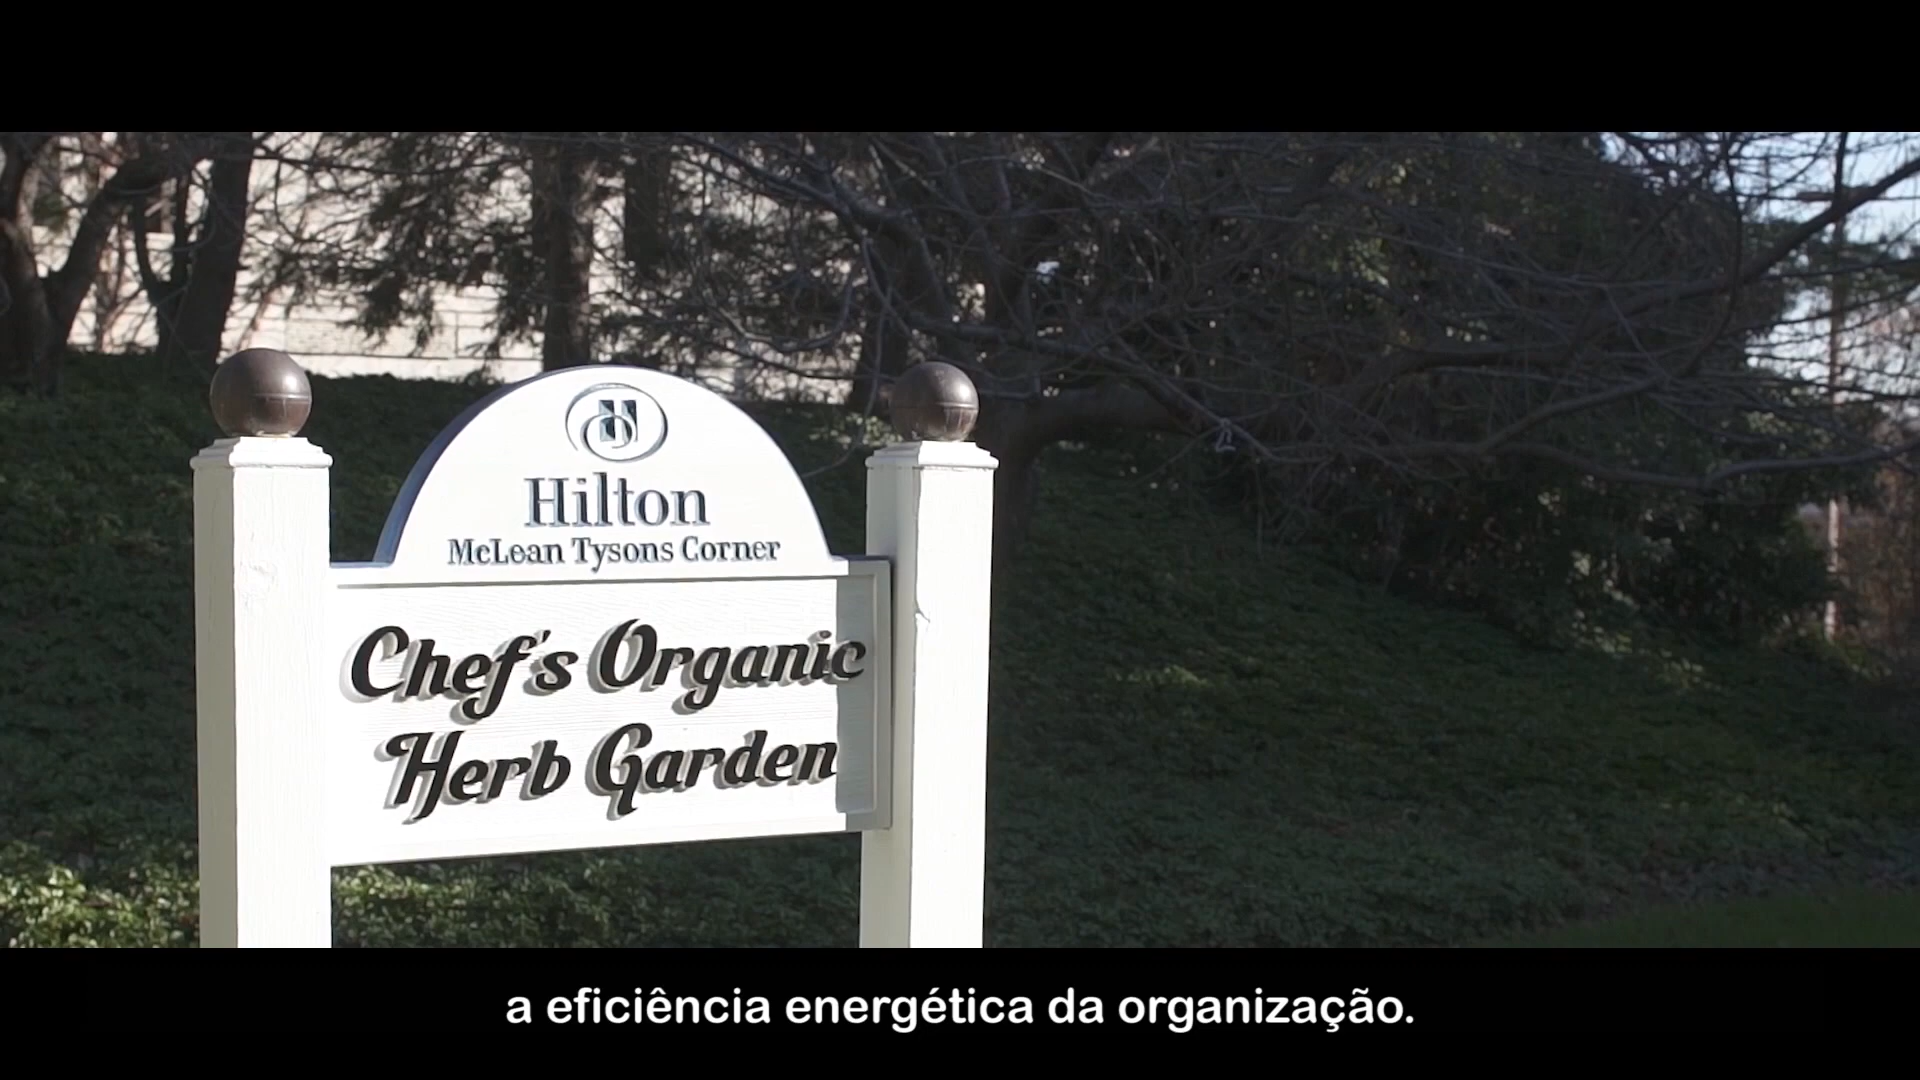 Hilton
McLean Tysons Corner
Chef's Organic
Herb Garden
a eficiência energética da organização.